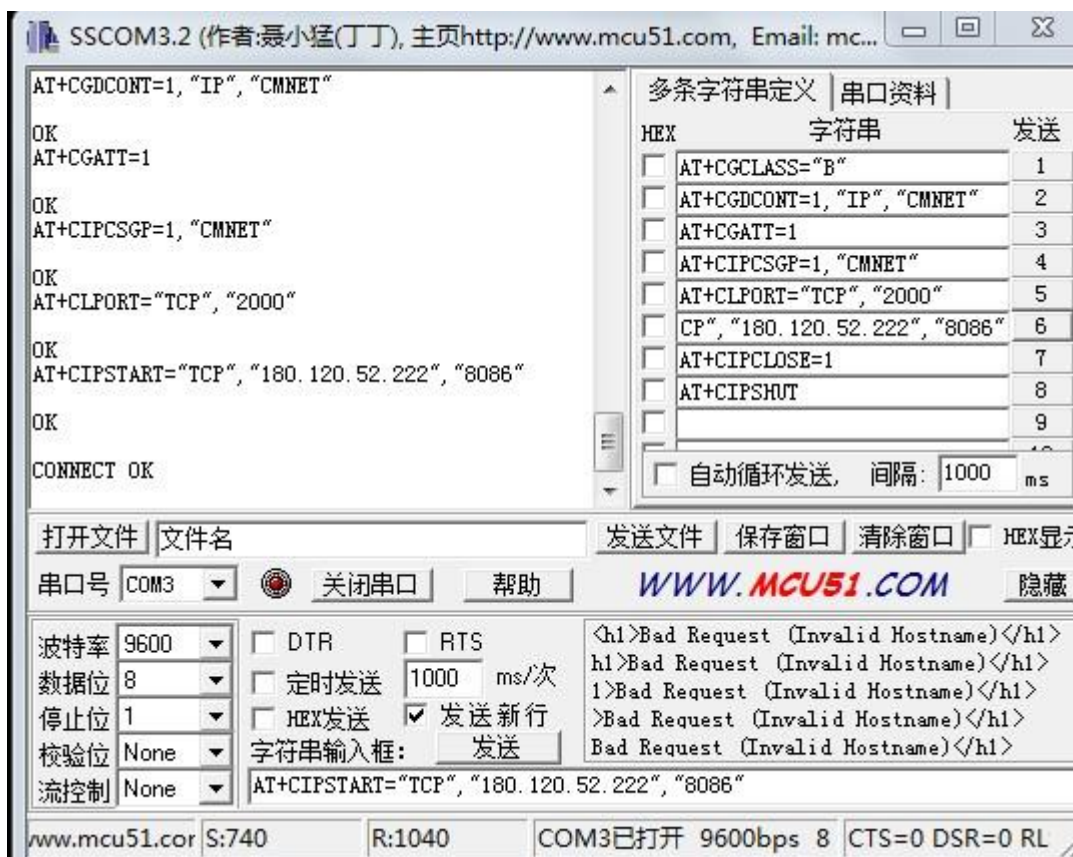 SSCOM3.2 (作者:聂小猛(丁丁), 主页http://www.mcu51.com,  Email: mc...
AT+CGDCONT=1, "IP", "CMNET"
OK
AT+CGATT=1
OK
AT+CIPCSGP=1, "CMNET"
OK
AT+CLPORT="TCP", "2000"
OK
AT+CIPSTART="TCP", "180.120.52.222", "8086"
OK
CONNECT OK
多条字符串定义 串口资料
HEX 字符串 发送
AT+CGCLASS="B" 1
AT+CGDCONT=1, "IP", "CMNET" 2
AT+CGATT=1 3
AT+CIPCSGP=1, "CMNET" 4
AT+CLPORT="TCP", "2000" 5
CP", "180.120.52.222", "8086" 6
AT+CIPCLOSE=1 7
AT+CIPSHUT 8
9
自动循环发送, 间隔: 1000 ms
打开文件 文件名 发送文件 保存窗口 清除窗口 HEX显示
串口号 COM3 关闭串口 帮助 WWW.MCU51.COM 隐藏
波特率 9600 DTR RTS
数据位 8 定时发送 1000 ms/次
停止位 1 HEX发送 发送新行
校验位 None 字符串输入框: 发送
流控制 None AT+CIPSTART="TCP", "180.120.52.222", "8086"
<h1>Bad Request (Invalid Hostname)</h1>
h1>Bad Request (Invalid Hostname)</h1>
1>Bad Request (Invalid Hostname)</h1>
>Bad Request (Invalid Hostname)</h1>
Bad Request (Invalid Hostname)</h1>
www.mcu51.cor S:740 R:1040 COM3已打开 9600bps 8 CTS=0 DSR=0 RL